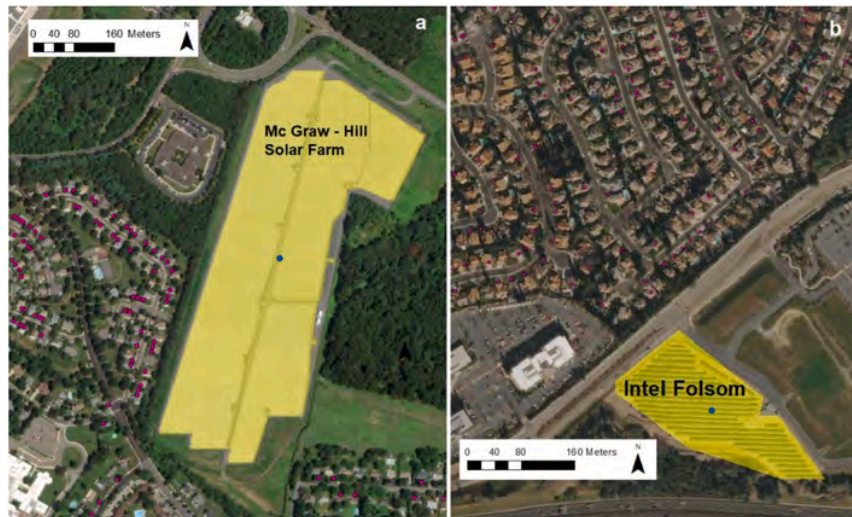 0 40 80 160 Meters
N
a
Mc Graw - Hill
Solar Farm
b
Intel Folsom
0 40 80 160 Meters
N